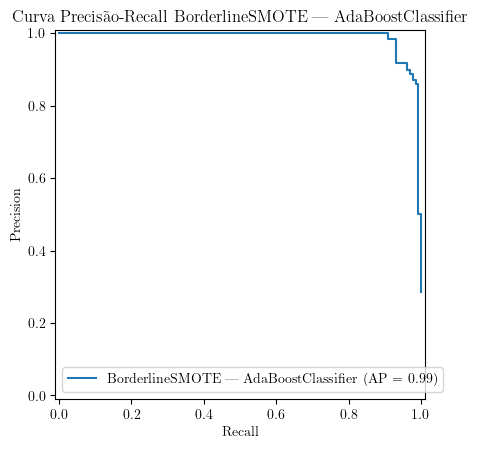 Curva Precisão-Recall BorderlineSMOTE — AdaBoostClassifier
1.0
0.8
0.6
0.4
0.2
0.0
Precision
BorderlineSMOTE — AdaBoostClassifier (AP = 0.99)
0.0 0.2 0.4 0.6 0.8 1.0
Recall